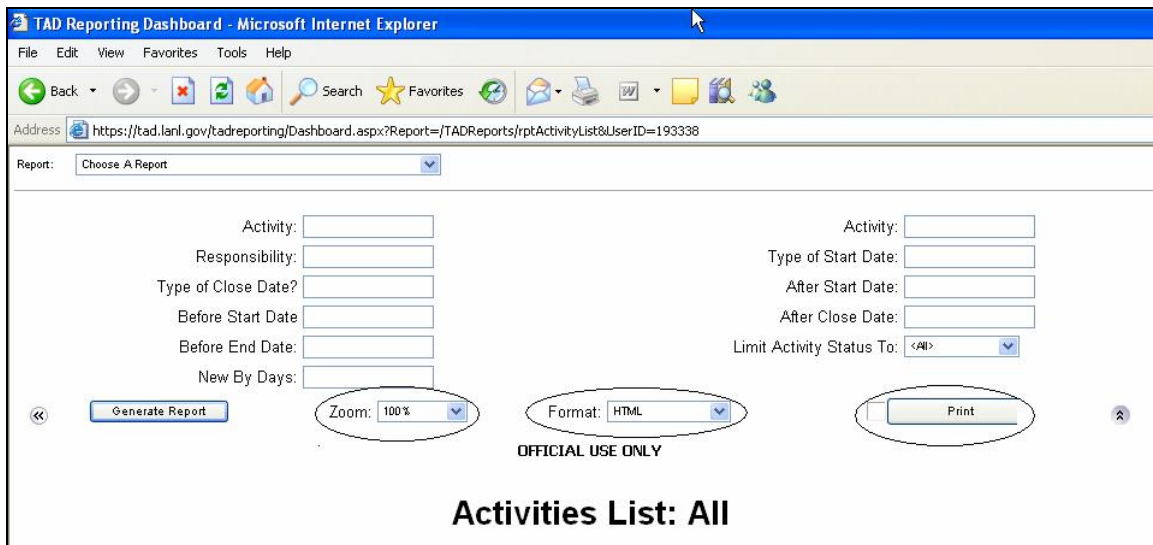 TAD Reporting Dashboard - Microsoft Internet Explorer
File Edit View Favorites Tools Help
Back Search Favorites W
Address https://tad.lanl.gov/tadreporting/Dashboard.aspx?Report=/TADReports/rptActivityList&UserID=193338
Report: Choose A Report
Activity: Activity:
Responsibility: Type of Start Date:
Type of Close Date? After Start Date:
Before Start Date After Close Date:
Before End Date: Limit Activity Status To: <All>
New By Days:
Generate Report Zoom: 100% Format: HTML Print
OFFICIAL USE ONLY
Activities List: All